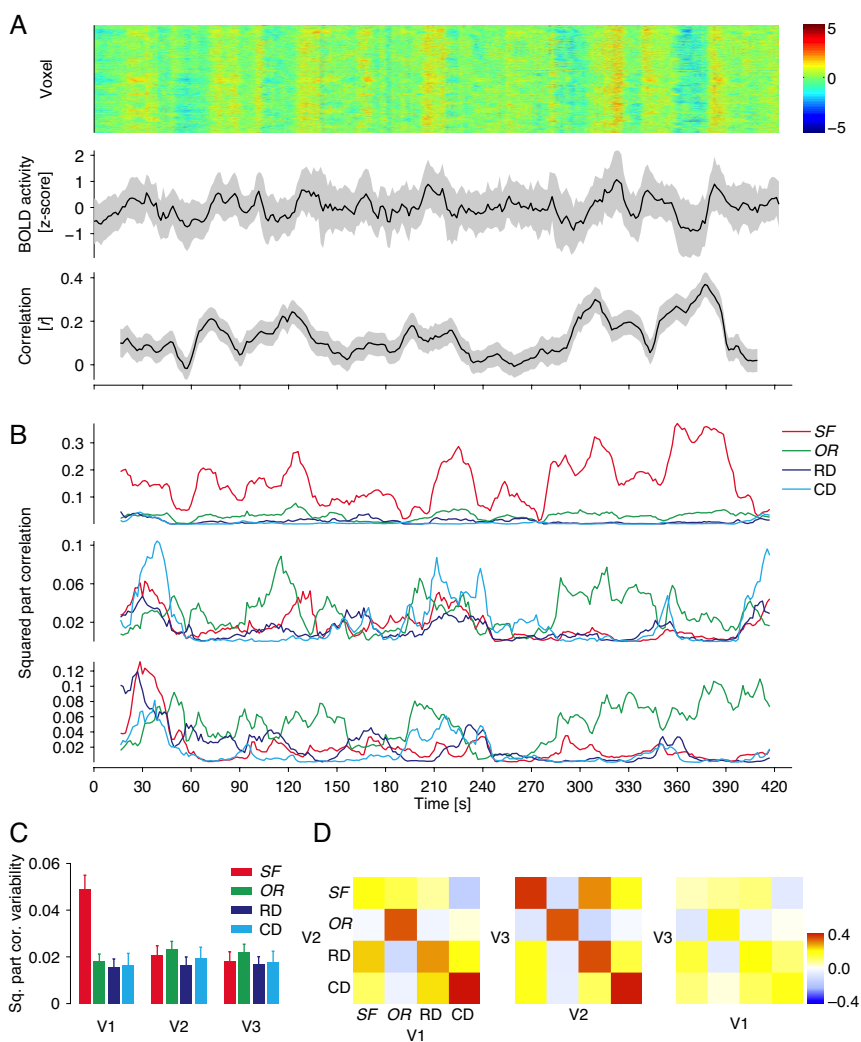 A
Voxel
5
0
−5
BOLD activity
[z-score]
2
1
0
−1
Correlation
[r]
0.4
0.2
0
B
Squared part correlation
0.3
0.2
0.1
SF
OR
RD
CD
0.1
0.06
0.02
0.12
0.1
0.08
0.06
0.04
0.02
0 30 60 90 120 150 180 210 240 270 300 330 360 390 420
Time [s]
C
Sq. part cor. variability
0.06
0.04
0.02
0
SF
OR
RD
CD
V1 V2 V3
D
V2
SF
OR
RD
CD
SF OR RD CD
V1
V3
V2
V3
V1
0.4
0.0
−0.4